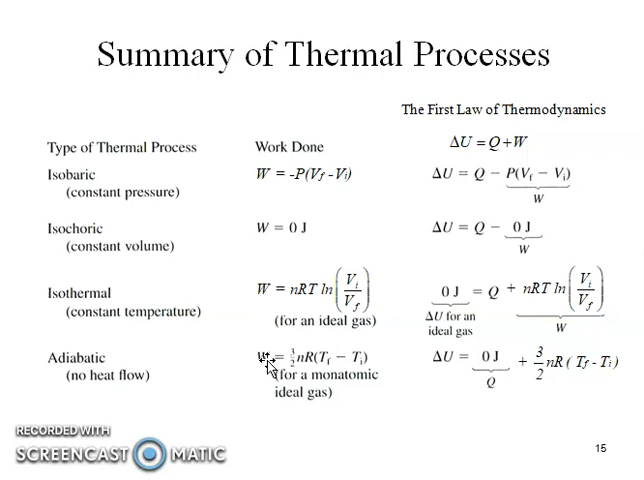 Summary of Thermal Processes
The First Law of Thermodynamics
Type of Thermal Process Work Done ΔU = Q + W
Isobaric W = -P(Vf - Vi) ΔU = Q − P(Vf − Vi)
(constant pressure) W
Isochoric W = 0 J ΔU = Q − 0 J
(constant volume) W
Isothermal W = nRT ln(Vi/Vf) 0 J = Q + nRT ln(Vi/Vf)
(constant temperature) (for an ideal gas) ΔU for an ideal gas W
Adiabatic W = 3/2 nR(Tf − Ti) ΔU = 0 J + 3/2 nR ( Tf - Ti )
(no heat flow) (for a monatomic Q
ideal gas)
RECORDED WITH
SCREENCAST MATIC
15